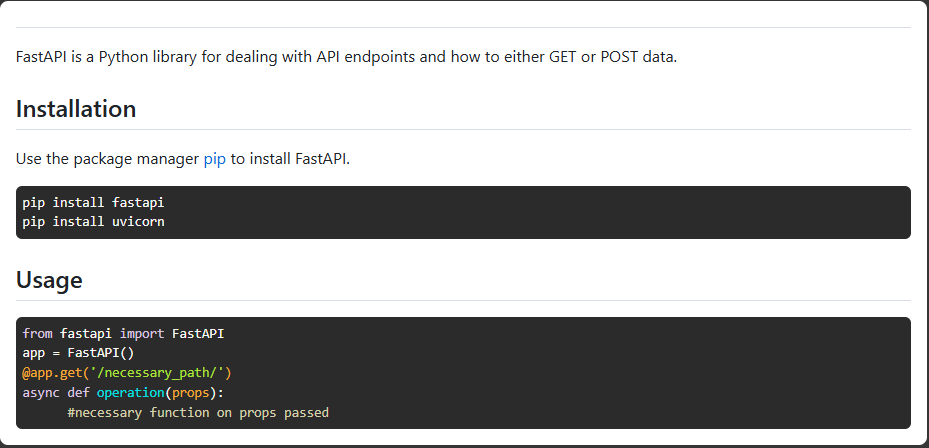 FastAPI is a Python library for dealing with API endpoints and how to either GET or POST data.
Installation
Use the package manager pip to install FastAPI.
pip install fastapi
pip install uvicorn
Usage
from fastapi import FastAPI
app = FastAPI()
@app.get('/necessary_path/')
async def operation(props):
      #necessary function on props passed